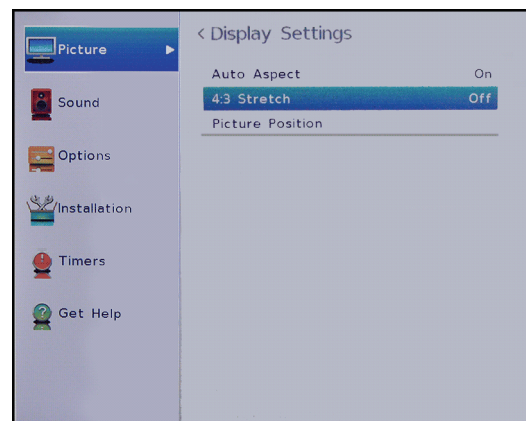 Picture
Sound
Options
Installation
Timers
Get Help
< Display Settings
Auto Aspect On
4:3 Stretch Off
Picture Position